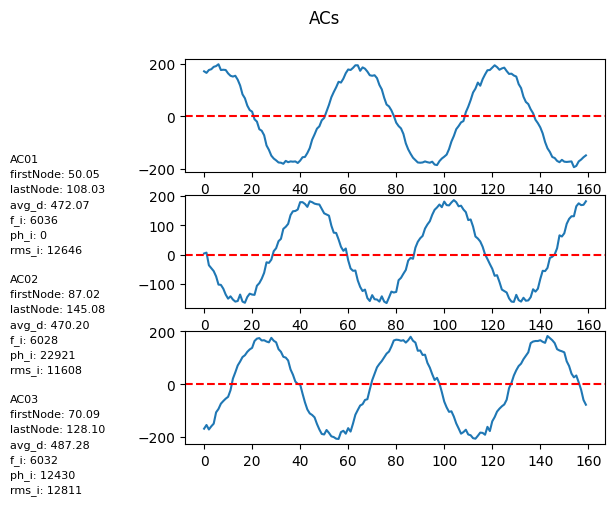 ACs
200
0
−200
0 20 40 60 80 100 120 140 160
200
100
0
−100
0 20 40 60 80 100 120 140 160
200
0
−200
0 20 40 60 80 100 120 140 160
AC01
firstNode: 50.05
lastNode: 108.03
avg_d: 472.07
f_i: 6036
ph_i: 0
rms_i: 12646
AC02
firstNode: 87.02
lastNode: 145.08
avg_d: 470.20
f_i: 6028
ph_i: 22921
rms_i: 11608
AC03
firstNode: 70.09
lastNode: 128.10
avg_d: 487.28
f_i: 6032
ph_i: 12430
rms_i: 12811